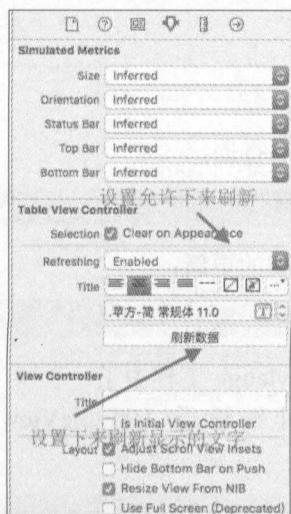 Simulated Metrics
Size Inferred
Orientation Inferred
Status Bar Inferred
Top Bar Inferred
Bottom Bar Inferred
设置允许下来刷新
Table View Controller
Selection Clear on Appearance
Refreshing Enabled
Title
.苹方-简 常规体 11.0
刷新数据
View Controller
Title
Is Initial View Controller
设置下来刷新显示的文字
Layout Adjust Scroll View Insets
Hide Bottom Bar on Push
Resize View From NIB
Use Full Screen (Deprecated)